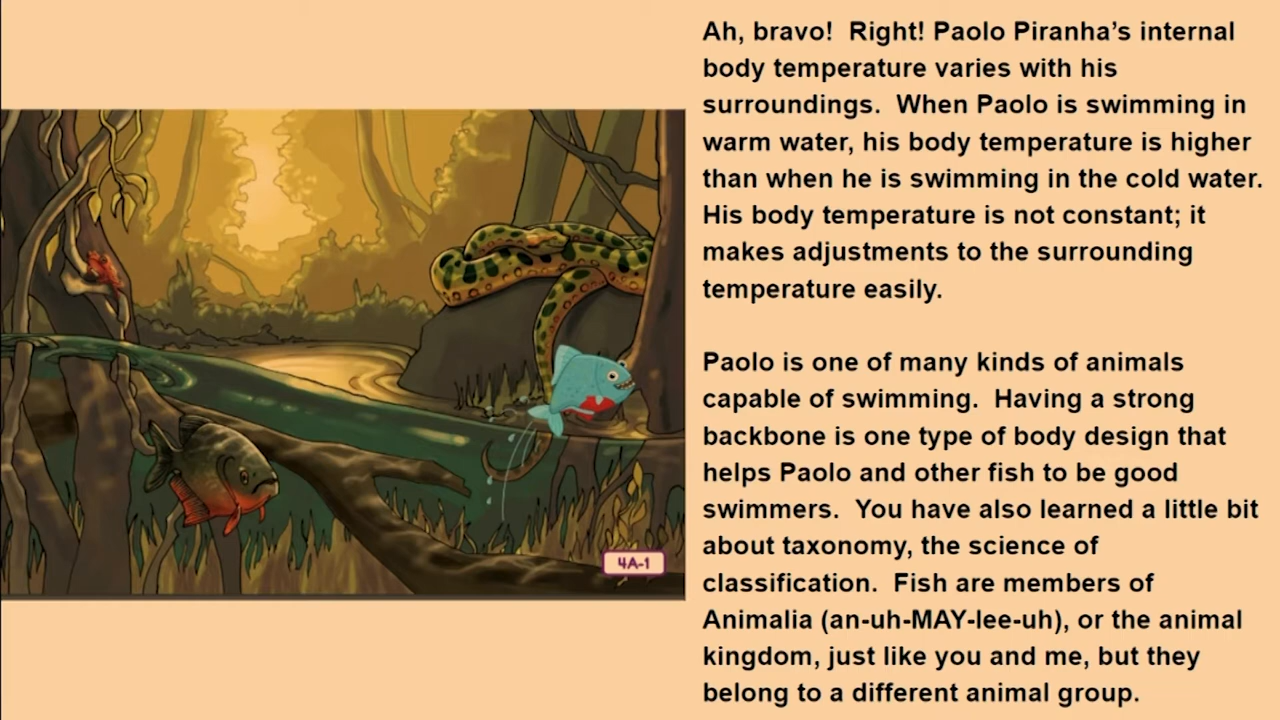 Ah, bravo!  Right! Paolo Piranha’s internal
body temperature varies with his
surroundings.  When Paolo is swimming in
warm water, his body temperature is higher
than when he is swimming in the cold water.
His body temperature is not constant; it
makes adjustments to the surrounding
temperature easily.
Paolo is one of many kinds of animals
capable of swimming.  Having a strong
backbone is one type of body design that
helps Paolo and other fish to be good
swimmers.  You have also learned a little bit
about taxonomy, the science of
classification.  Fish are members of
Animalia (an-uh-MAY-lee-uh), or the animal
kingdom, just like you and me, but they
belong to a different animal group.
4A-1